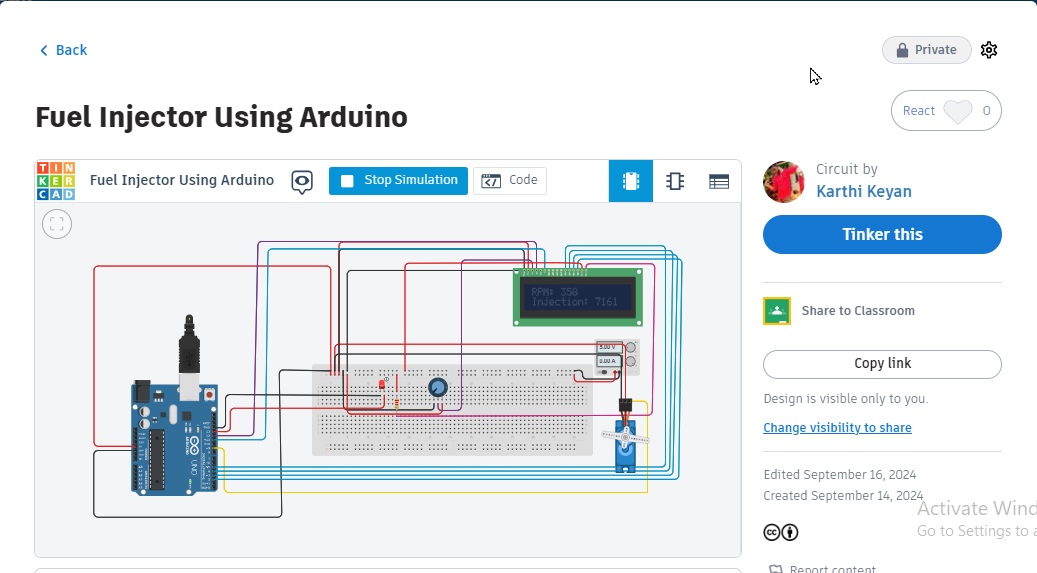 Back
Private
Fuel Injector Using Arduino
React 0
TIN
KER
CAD
Fuel Injector Using Arduino
Stop Simulation
Code
Circuit by
Karthi Keyan
Tinker this
RPM: 350
Injection: 7161
Share to Classroom
5.00 V
0.00 A
Copy link
Design is visible only to you.
Change visibility to share
UNO
Edited September 16, 2024
Created September 14, 2024
Activate Wind
Go to Settings to a
cc
Report content